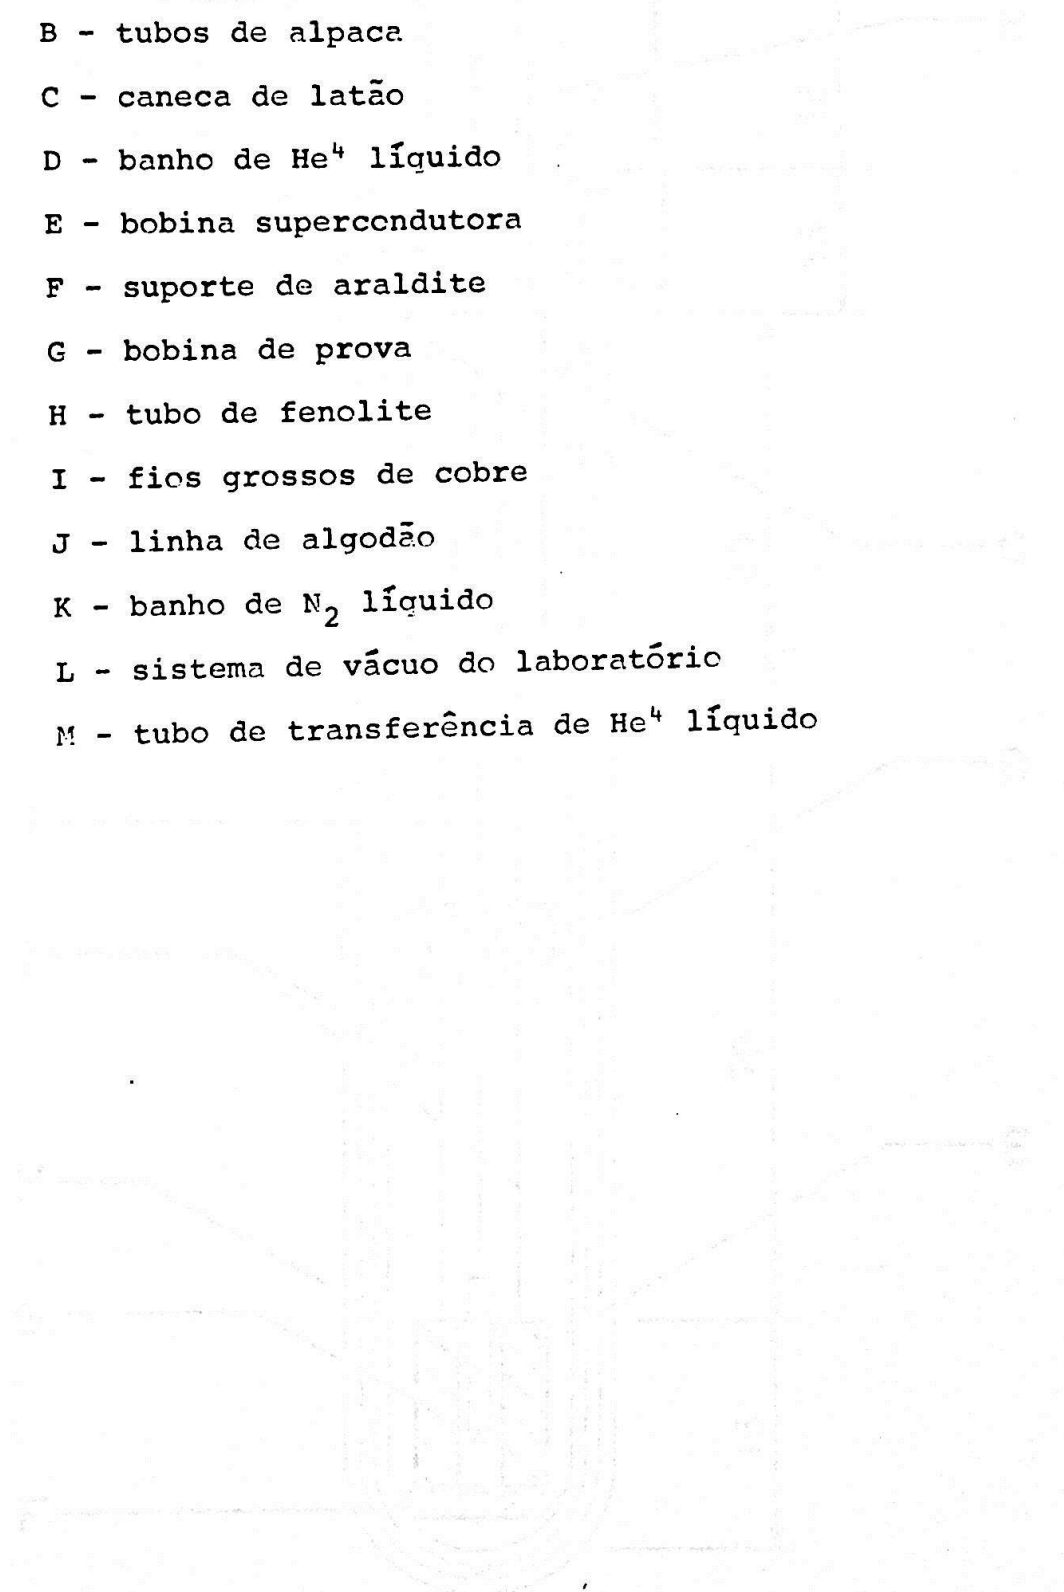 B - tubos de alpaca
C - caneca de latão
D - banho de He⁴ líquido
E - bobina supercondutora
F - suporte de araldite
G - bobina de prova
H - tubo de fenolite
I - fios grossos de cobre
J - linha de algodão
K - banho de N₂ líquido
L - sistema de vácuo do laboratório
M - tubo de transferência de He⁴ líquido